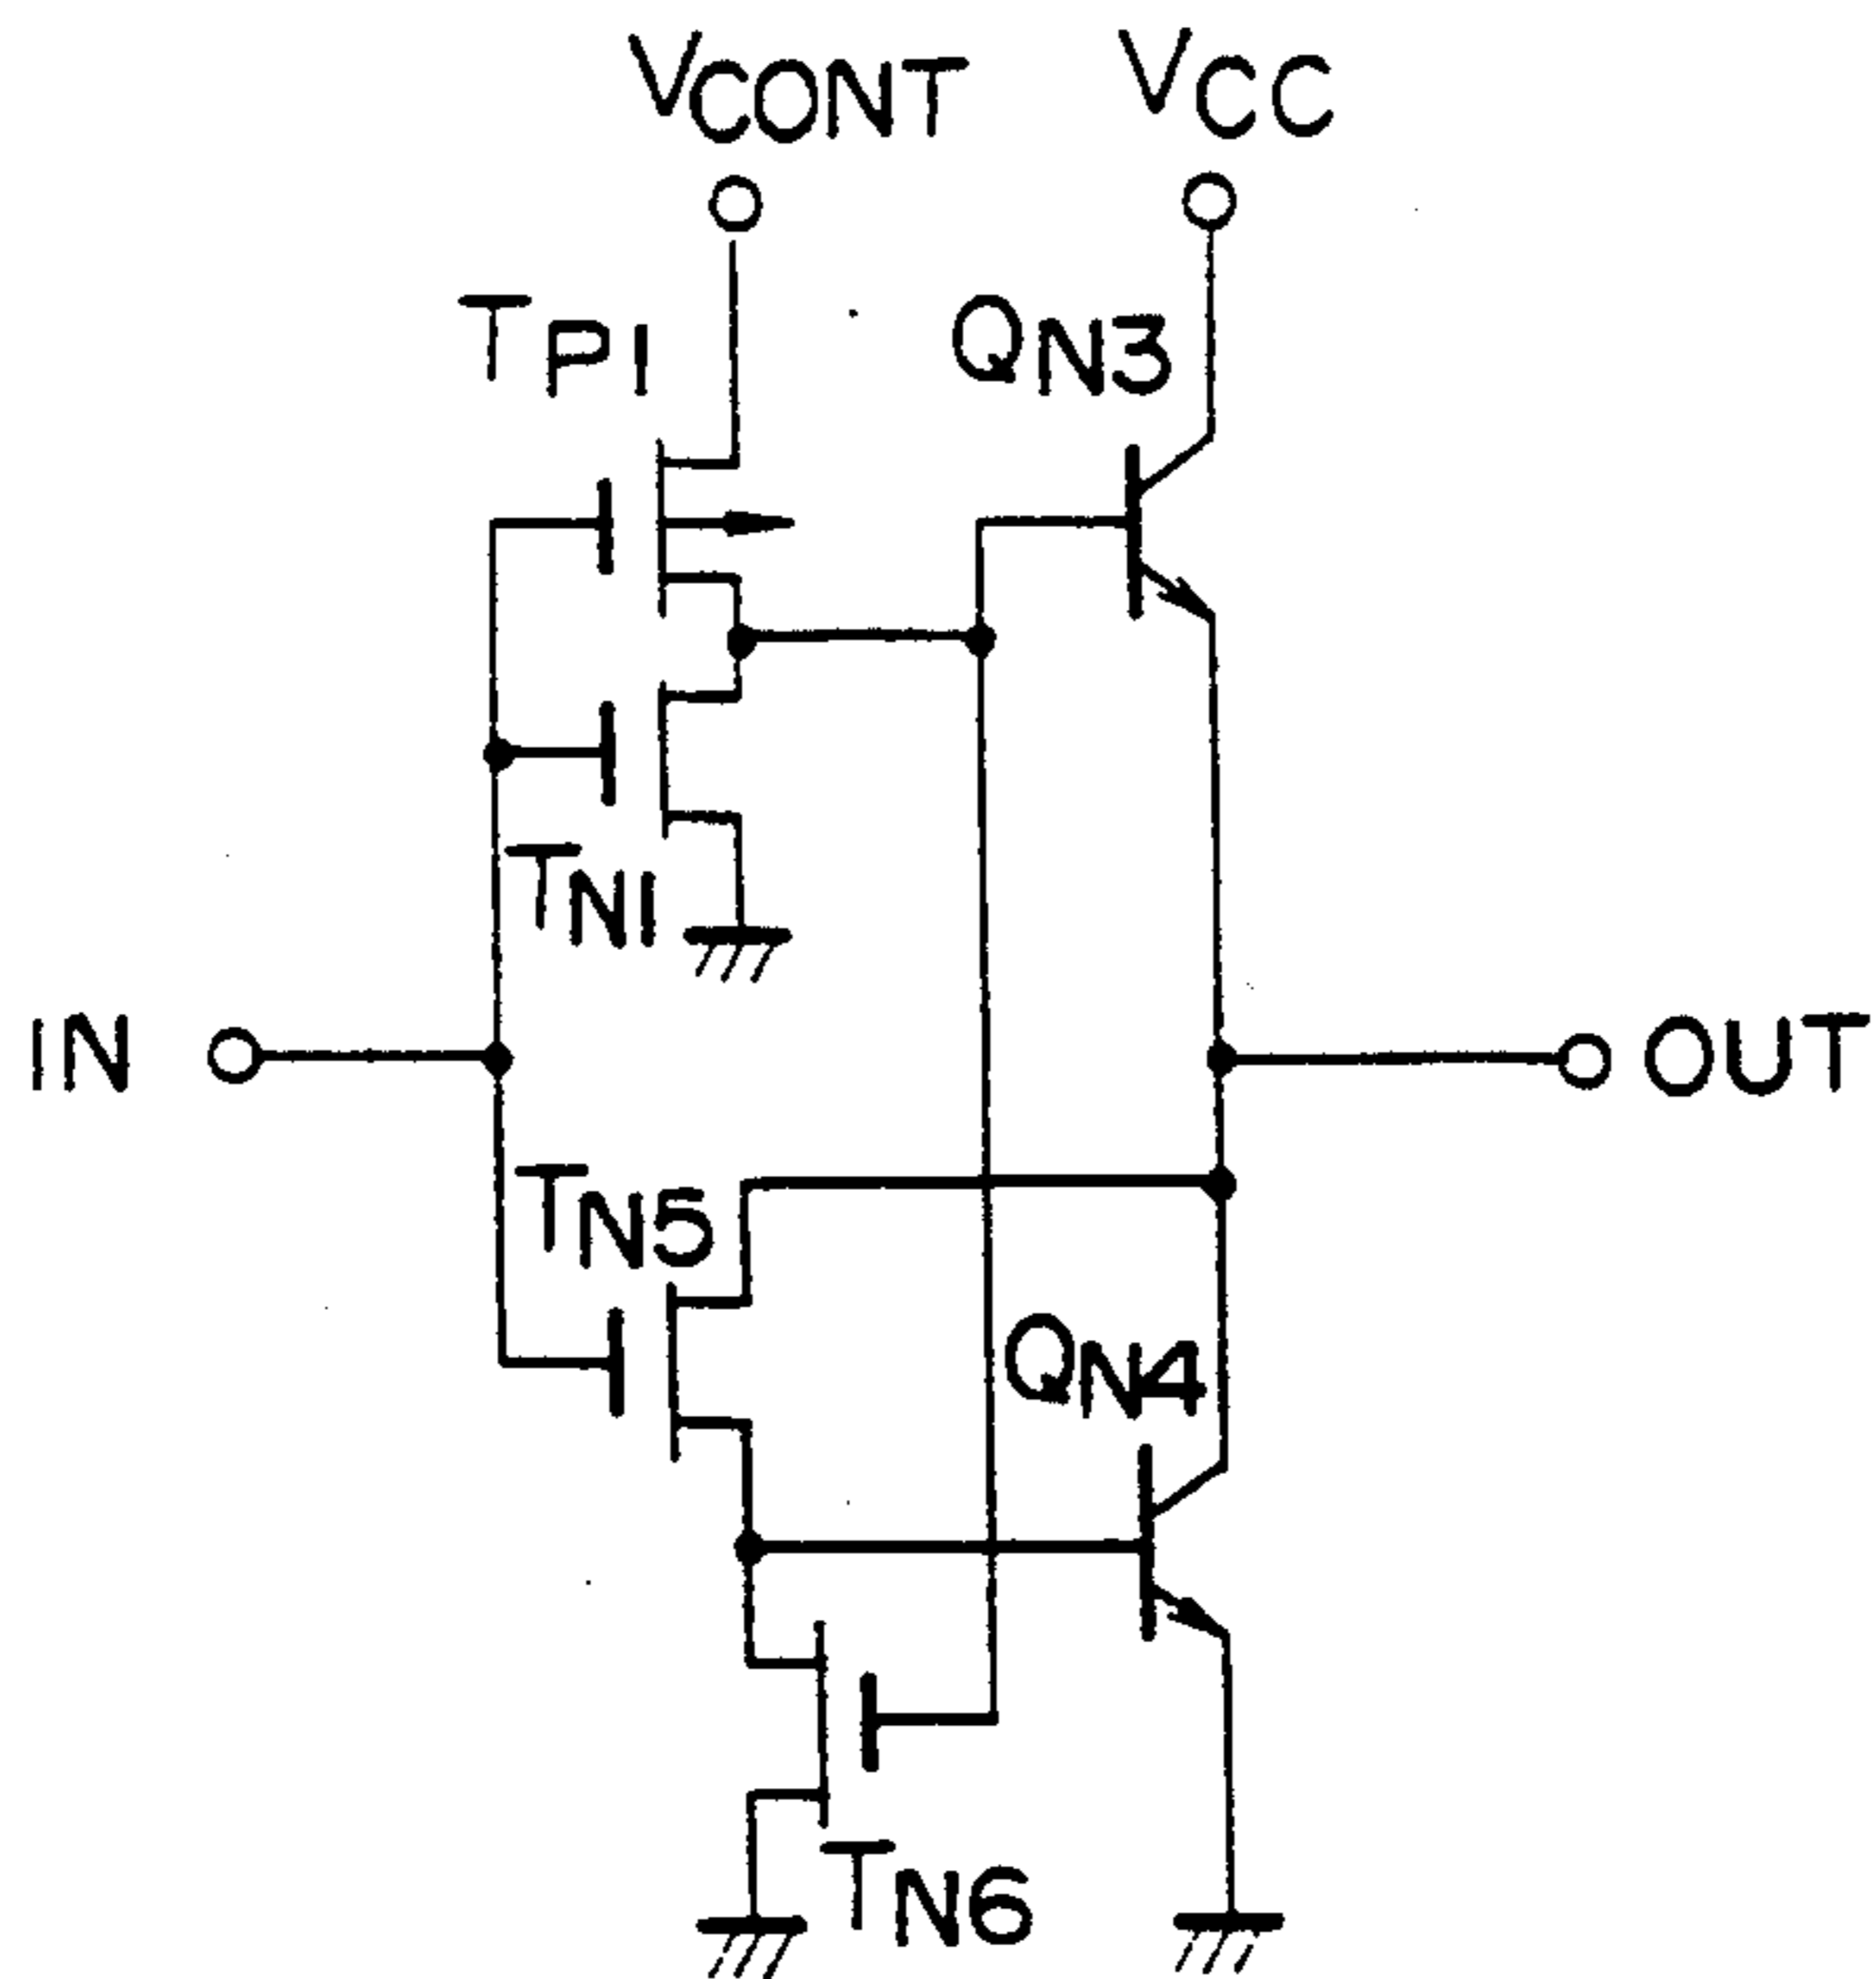 VCONT VCC
TP1 QN3
TN1
IN OUT
TN5
QN4
TN6